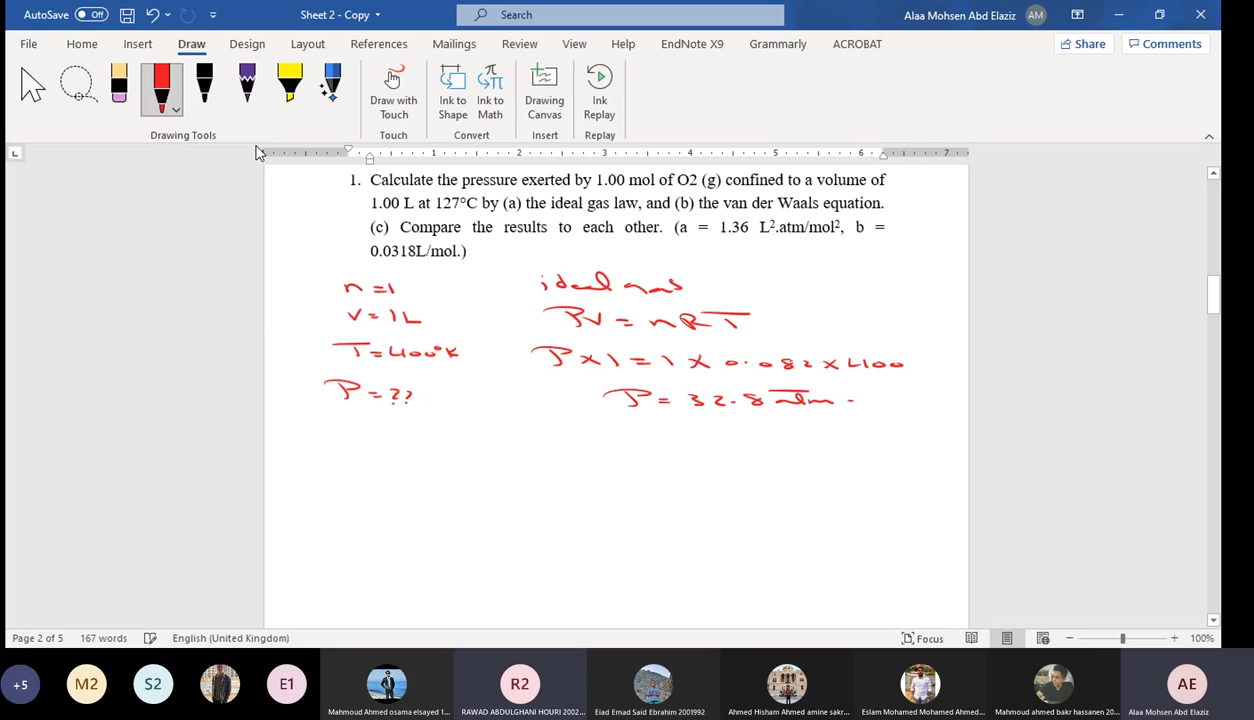 AutoSave Off Sheet 2 - Copy Search Alaa Mohsen Abd Elaziz AM
File Home Insert Draw Design Layout References Mailings Review View Help EndNote X9 Grammarly ACROBAT Share Comments
Draw with Touch Ink to Shape Ink to Math Drawing Canvas Ink Replay
Drawing Tools Touch Convert Insert Replay
1 2 3 4 5 6 7
1. Calculate the pressure exerted by 1.00 mol of O2 (g) confined to a volume of
1.00 L at 127°C by (a) the ideal gas law, and (b) the van der Waals equation.
(c) Compare the results to each other. (a = 1.36 L².atm/mol², b =
0.0318L/mol.)
n = 1 ideal gas
V = 1 L PV = nRT
T = 400°K P x 1 = 1 x 0.082 x 400
P = ?? P = 32.8 atm.
Page 2 of 5 167 words English (United Kingdom) Focus 100%
+5 M2 S2 E1 R2 AE
Mahmoud Ahmed osama elsayed 1... RAWAD ABDULGHANI HOURI 2002... Eiad Emad Said Ebrahim 2001992 Ahmed Hisham Ahmed amine sakr... Eslam Mohamed Mohamed Ahmed... Mahmoud ahmed bakr hassanen 20... Alaa Mohsen Abd Elaziz